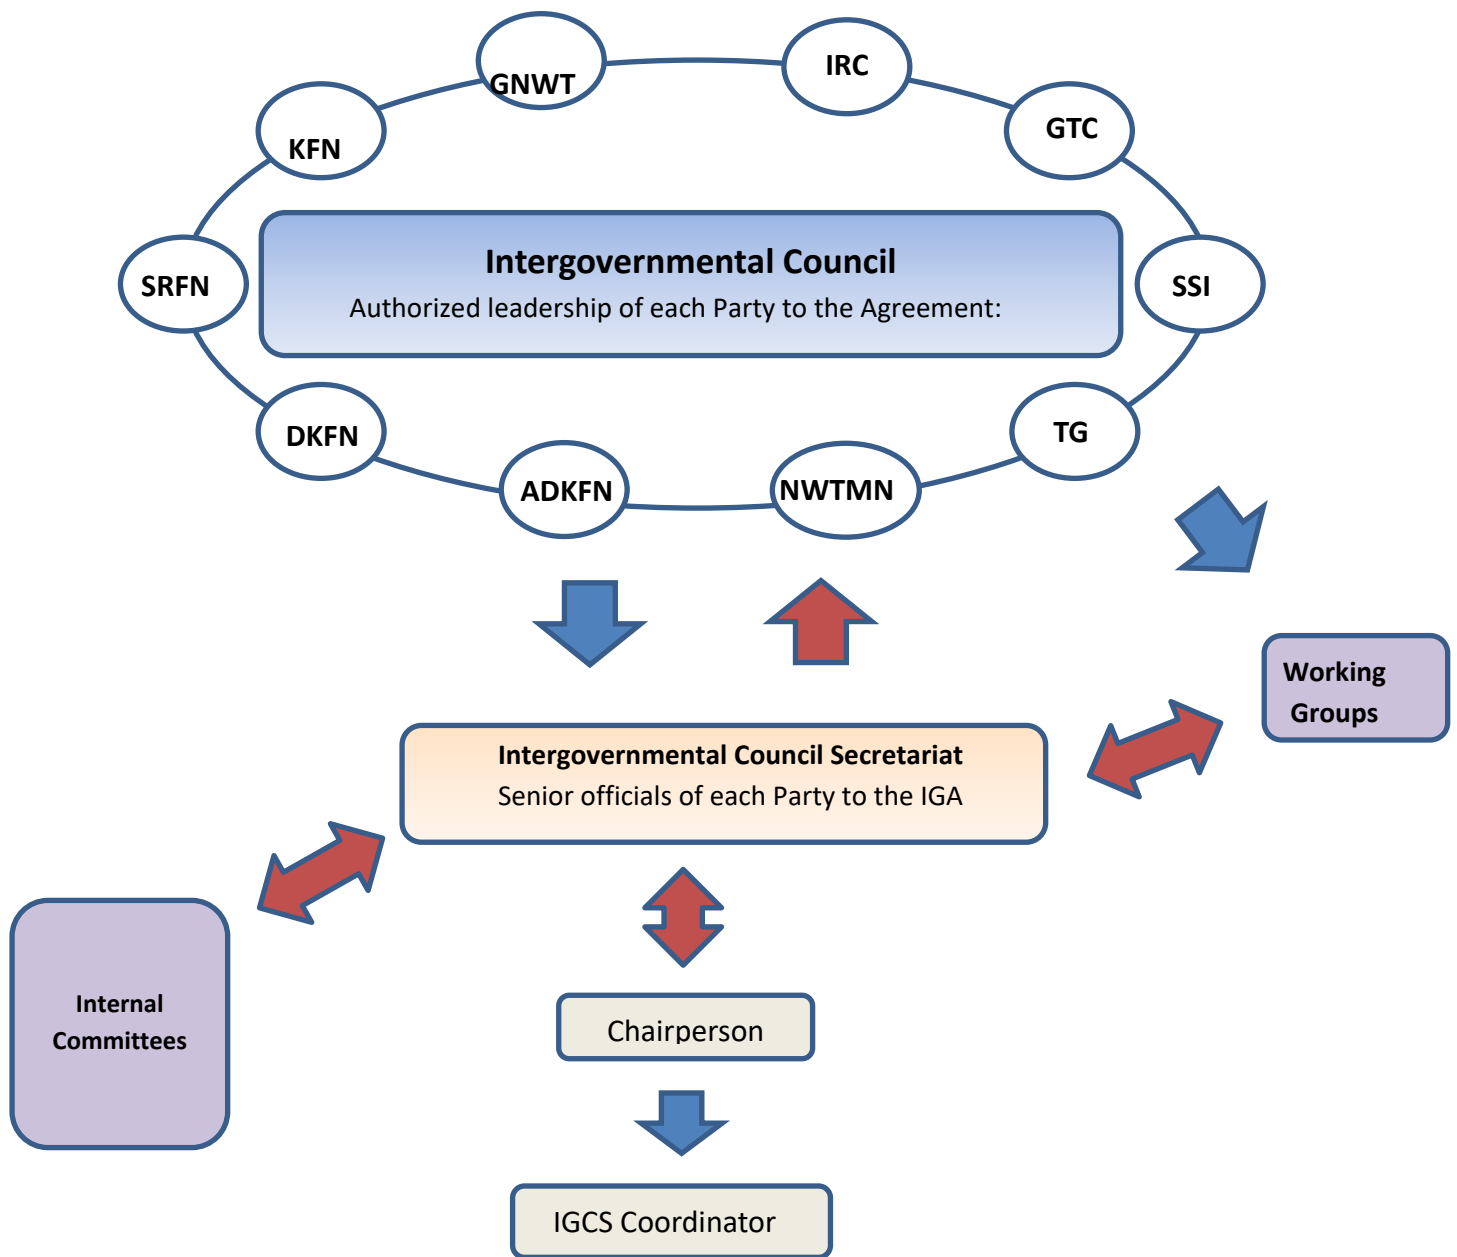 GNWT
IRC
KFN
GTC
SRFN
Intergovernmental Council
Authorized leadership of each Party to the Agreement:
SSI
DKFN
TG
ADKFN
NWTMN
Working
Groups
Intergovernmental Council Secretariat
Senior officials of each Party to the IGA
Internal
Committees
Chairperson
IGCS Coordinator